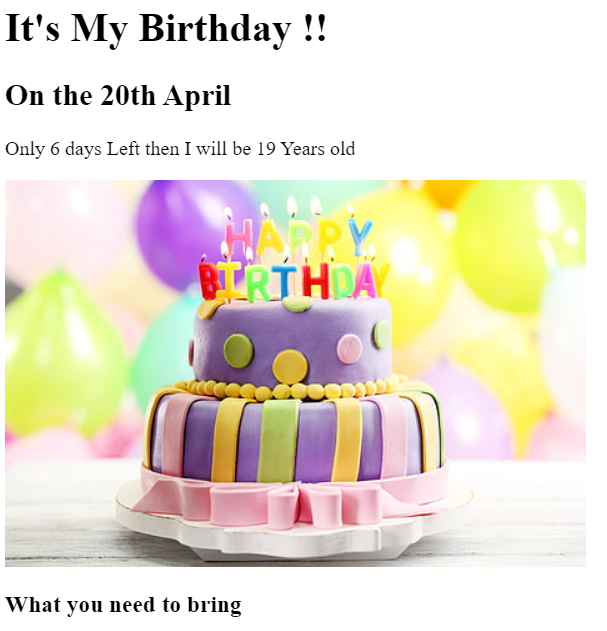 It's My Birthday !!
On the 20th April
Only 6 days Left then I will be 19 Years old
HAPPY
BIRTHDAY
What you need to bring